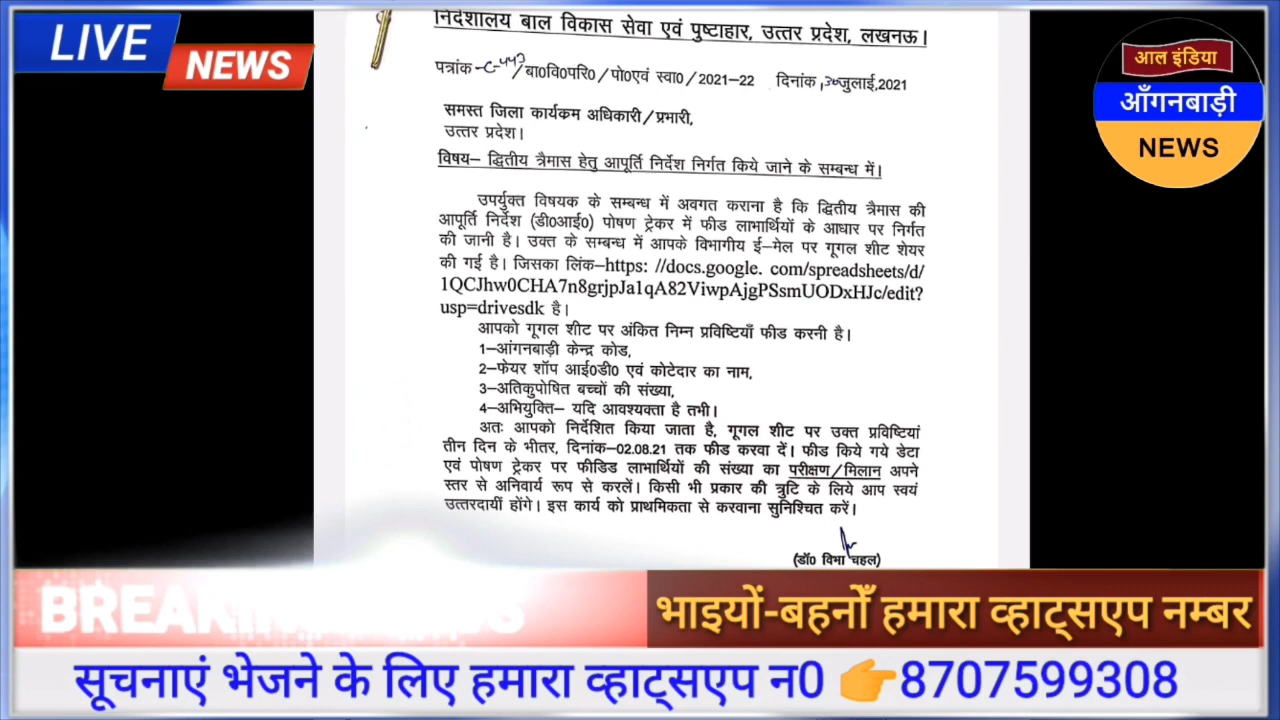 LIVE
NEWS
आल इंडिया
आँगनबाड़ी
NEWS
निदेशालय बाल विकास सेवा एवं पुष्टाहार, उत्तर प्रदेश, लखनऊ।
पत्रांक-C-443/बा0वि0परि0/पो0एवं स्वा0/2021-22 दिनांक,30जुलाई,2021
समस्त जिला कार्यक्रम अधिकारी/प्रभारी,
उत्तर प्रदेश।
विषय- द्वितीय त्रैमास हेतु आपूर्ति निर्देश निर्गत किये जाने के सम्बन्ध में।
उपर्युक्त विषयक के सम्बन्ध में अवगत कराना है कि द्वितीय त्रैमास की
आपूर्ति निर्देश (डी0आई0) पोषण ट्रेकर में फीड लाभार्थियों के आधार पर निर्गत
की जानी है। उक्त के सम्बन्ध में आपके विभागीय ई-मेल पर गूगल शीट शेयर
की गई है। जिसका लिंक-https: //docs.google. com/spreadsheets/d/
1QCJhw0CHA7n8grjpJa1qA82ViwpAjgPSsmUODxHJc/edit?
usp=drivesdk है।
आपको गूगल शीट पर अंकित निम्न प्रविष्टियाँ फीड करनी है।
1-आंगनबाड़ी केन्द्र कोड,
2-फेयर शॉप आई0डी0 एवं कोटेदार का नाम,
3-अतिकुपोषित बच्चों की संख्या,
4-अभियुक्ति- यदि आवश्यक्ता है तभी।
अतः आपको निर्देशित किया जाता है, गूगल शीट पर उक्त प्रविष्टियां
तीन दिन के भीतर, दिनांक-02.08.21 तक फीड करवा दें। फीड किये गये डेटा
एवं पोषण ट्रेकर पर फीडिड लाभार्थियों की संख्या का परीक्षण/मिलान अपने
स्तर से अनिवार्य रूप से करलें। किसी भी प्रकार की त्रुटि के लिये आप स्वयं
उत्तरदायीं होंगे। इस कार्य को प्राथमिकता से करवाना सुनिश्चित करें।
(डॉ0 विभा चहल)
BREAKING NEWS
भाइयों-बहनोँ हमारा व्हाट्सएप नम्बर
सूचनाएं भेजने के लिए हमारा व्हाट्सएप न0 👉8707599308